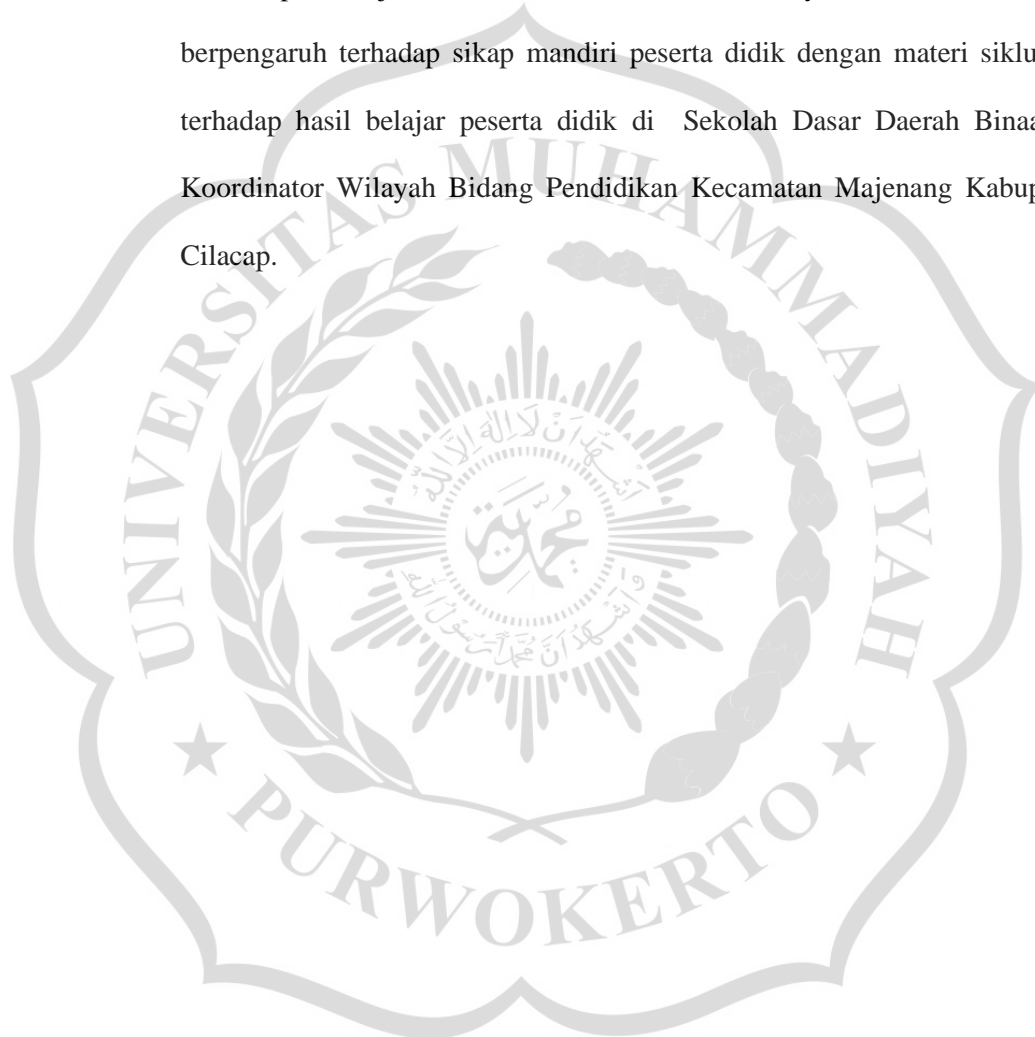 berpengaruh terhadap sikap mandiri peserta didik dengan materi siklu
terhadap hasil belajar peserta didik di Sekolah Dasar Daerah Binaa
Koordinator Wilayah Bidang Pendidikan Kecamatan Majenang Kabup
Cilacap.
UNIVERSITAS MUHAMMADIYAH
PURWOKERTO